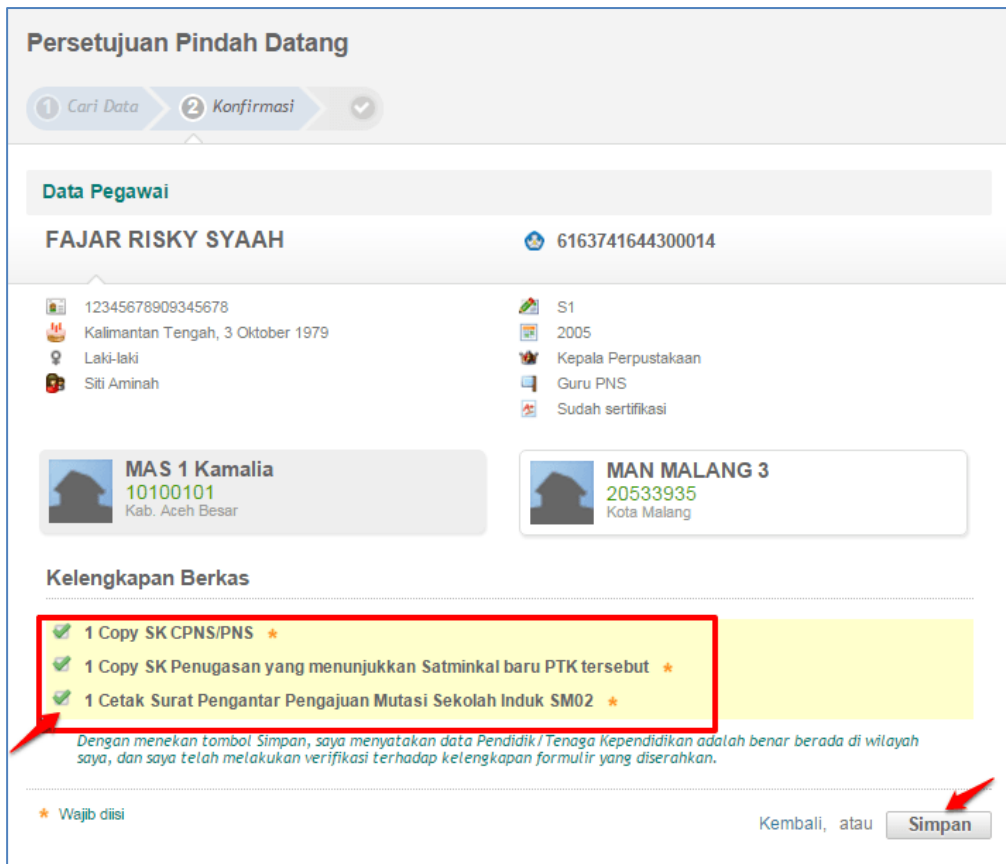 Persetujuan Pindah Datang
1 Cari Data 2 Konfirmasi
Data Pegawai
FAJAR RISKY SYAAH
6163741644300014
12345678909345678
Kalimantan Tengah, 3 Oktober 1979
Laki-laki
Siti Aminah
S1
2005
Kepala Perpustakaan
Guru PNS
Sudah sertifikasi
MAS 1 Kamalia
10100101
Kab. Aceh Besar
MAN MALANG 3
20533935
Kota Malang
Kelengkapan Berkas
1 Copy SK CPNS/PNS *
1 Copy SK Penugasan yang menunjukkan Satminkal baru PTK tersebut *
1 Cetak Surat Pengantar Pengajuan Mutasi Sekolah Induk SM02 *
Dengan menekan tombol Simpan, saya menyatakan data Pendidik/Tenaga Kependidikan adalah benar berada di wilayah
saya, dan saya telah melakukan verifikasi terhadap kelengkapan formulir yang diserahkan.
* Wajib diisi
Kembali, atau Simpan